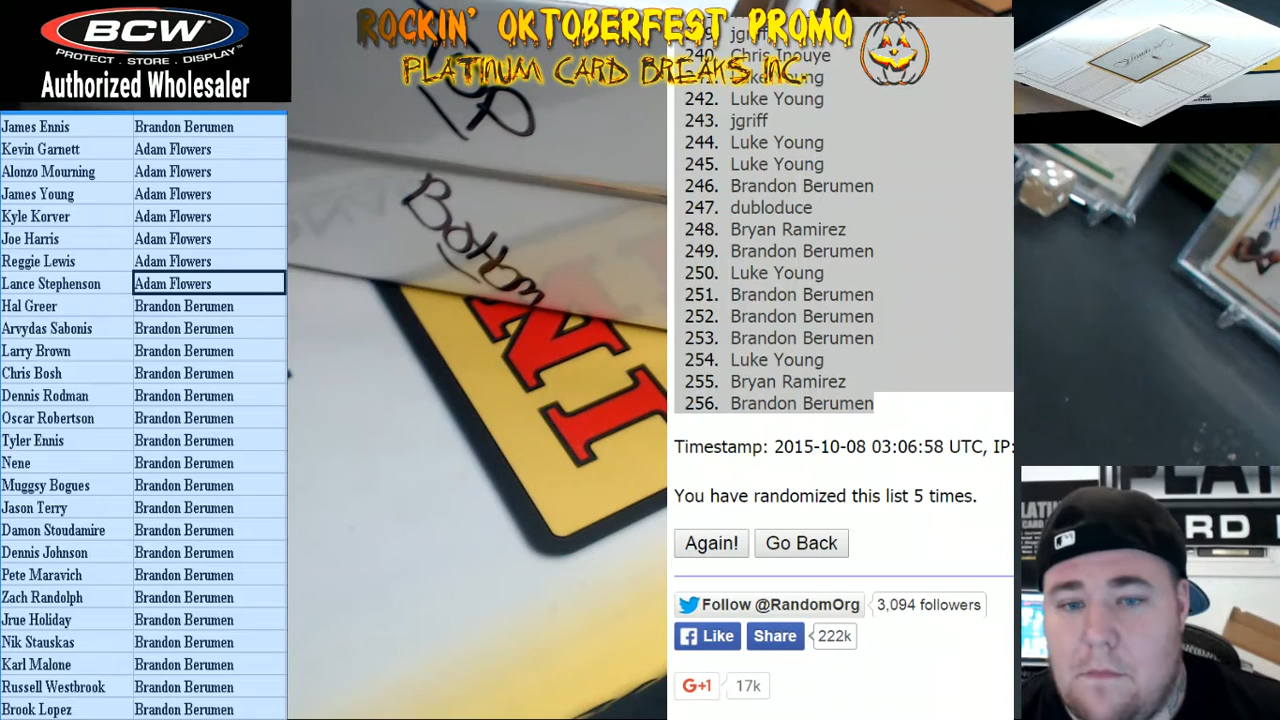 BCW
PROTECT . STORE . DISPLAY
Authorized Wholesaler
ROCKIN' OKTOBERFEST PROMO
PLATINUM CARD BREAKS INC.
James Ennis Brandon Berumen
Kevin Garnett Adam Flowers
Alonzo Mourning Adam Flowers
James Young Adam Flowers
Kyle Korver Adam Flowers
Joe Harris Adam Flowers
Reggie Lewis Adam Flowers
Lance Stephenson Adam Flowers
Hal Greer Brandon Berumen
Arvydas Sabonis Brandon Berumen
Larry Brown Brandon Berumen
Chris Bosh Brandon Berumen
Dennis Rodman Brandon Berumen
Oscar Robertson Brandon Berumen
Tyler Ennis Brandon Berumen
Nene Brandon Berumen
Muggsy Bogues Brandon Berumen
Jason Terry Brandon Berumen
Damon Stoudamire Brandon Berumen
Dennis Johnson Brandon Berumen
Pete Maravich Brandon Berumen
Zach Randolph Brandon Berumen
Jrue Holiday Brandon Berumen
Nik Stauskas Brandon Berumen
Karl Malone Brandon Berumen
Russell Westbrook Brandon Berumen
Brook Lopez Brandon Berumen
Bottom
NI
240. Chris Inouye
242. Luke Young
243. jgriff
244. Luke Young
245. Luke Young
246. Brandon Berumen
247. dubloduce
248. Bryan Ramirez
249. Brandon Berumen
250. Luke Young
251. Brandon Berumen
252. Brandon Berumen
253. Brandon Berumen
254. Luke Young
255. Bryan Ramirez
256. Brandon Berumen
Timestamp: 2015-10-08 03:06:58 UTC, IP:
You have randomized this list 5 times.
Again! Go Back
Follow @RandomOrg 3,094 followers
Like Share 222k
G+1 17k
RD